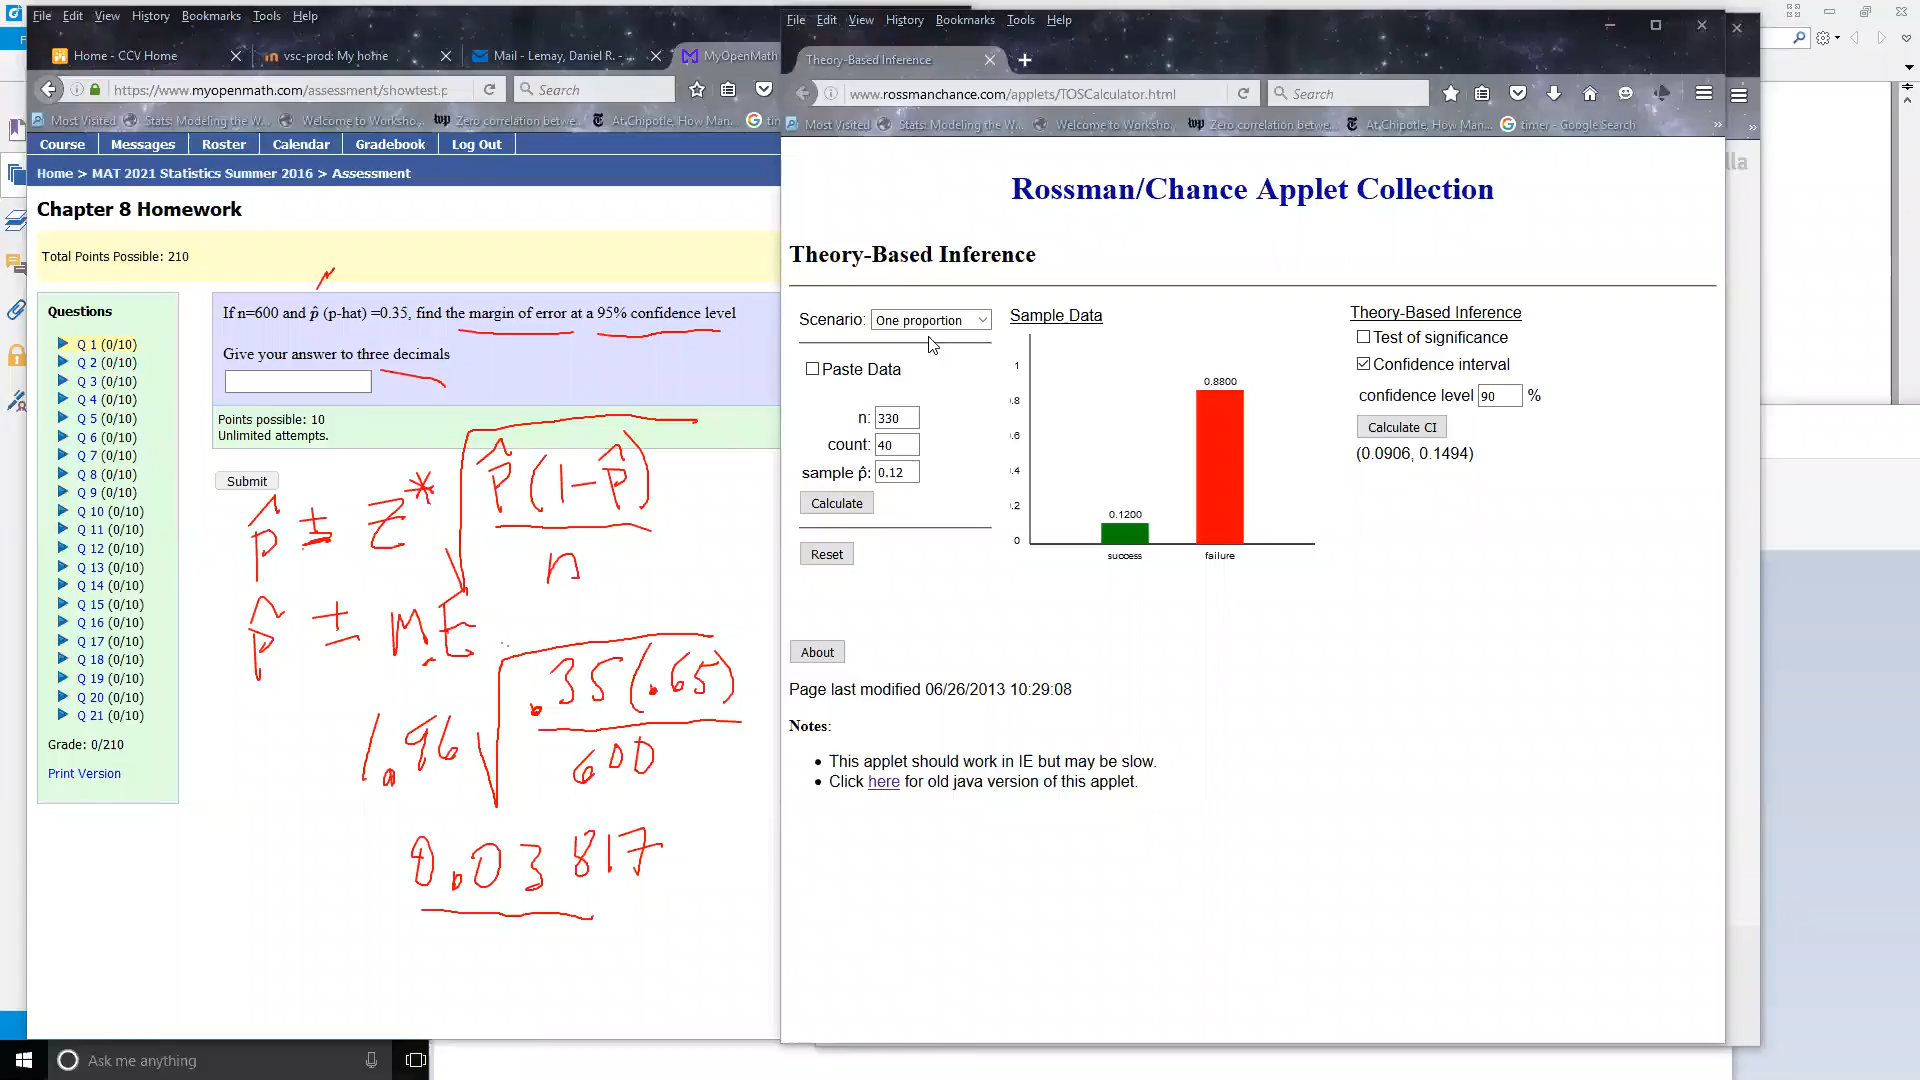 File Edit View History Bookmarks Tools Help
Home - CCV Home
vsc-prod: My home
Mail - Lemay, Daniel R. - ...
MyOpenMath
https://www.myopenmath.com/assessment/showtest.p
Search
Most Visited
Stats: Modeling the W...
Welcome to Worksho...
Zero correlation betwe...
At Chipotle, How Man...
Course Messages Roster Calendar Gradebook Log Out
Home > MAT 2021 Statistics Summer 2016 > Assessment
Chapter 8 Homework
Total Points Possible: 210
Questions
Q 1 (0/10)
Q 2 (0/10)
Q 3 (0/10)
Q 4 (0/10)
Q 5 (0/10)
Q 6 (0/10)
Q 7 (0/10)
Q 8 (0/10)
Q 9 (0/10)
Q 10 (0/10)
Q 11 (0/10)
Q 12 (0/10)
Q 13 (0/10)
Q 14 (0/10)
Q 15 (0/10)
Q 16 (0/10)
Q 17 (0/10)
Q 18 (0/10)
Q 19 (0/10)
Q 20 (0/10)
Q 21 (0/10)
Grade: 0/210
Print Version
If n=600 and p̂ (p-hat) =0.35, find the margin of error at a 95% confidence level
Give your answer to three decimals
Points possible: 10
Unlimited attempts.
Submit
p̂ ± z* √(p̂(1-p̂)/n)
p̂ ± M.E
1.96 √(.35(.65)/600)
0.03817
File Edit View History Bookmarks Tools Help
Theory-Based Inference
www.rossmanchance.com/applets/TOSCalculator.html
Search
Most Visited
Stats: Modeling the W...
Welcome to Worksho...
Zero correlation betwe...
At Chipotle, How Man...
timer - Google Search
Rossman/Chance Applet Collection
Theory-Based Inference
Scenario: One proportion
Paste Data
n: 330
count: 40
sample p̂: 0.12
Calculate
Reset
Sample Data
1
.8
.6
.4
.2
0
0.1200
0.8800
success
failure
Theory-Based Inference
Test of significance
Confidence interval
confidence level 90 %
Calculate CI
(0.0906, 0.1494)
About
Page last modified 06/26/2013 10:29:08
Notes:
This applet should work in IE but may be slow.
Click here for old java version of this applet.
Ask me anything